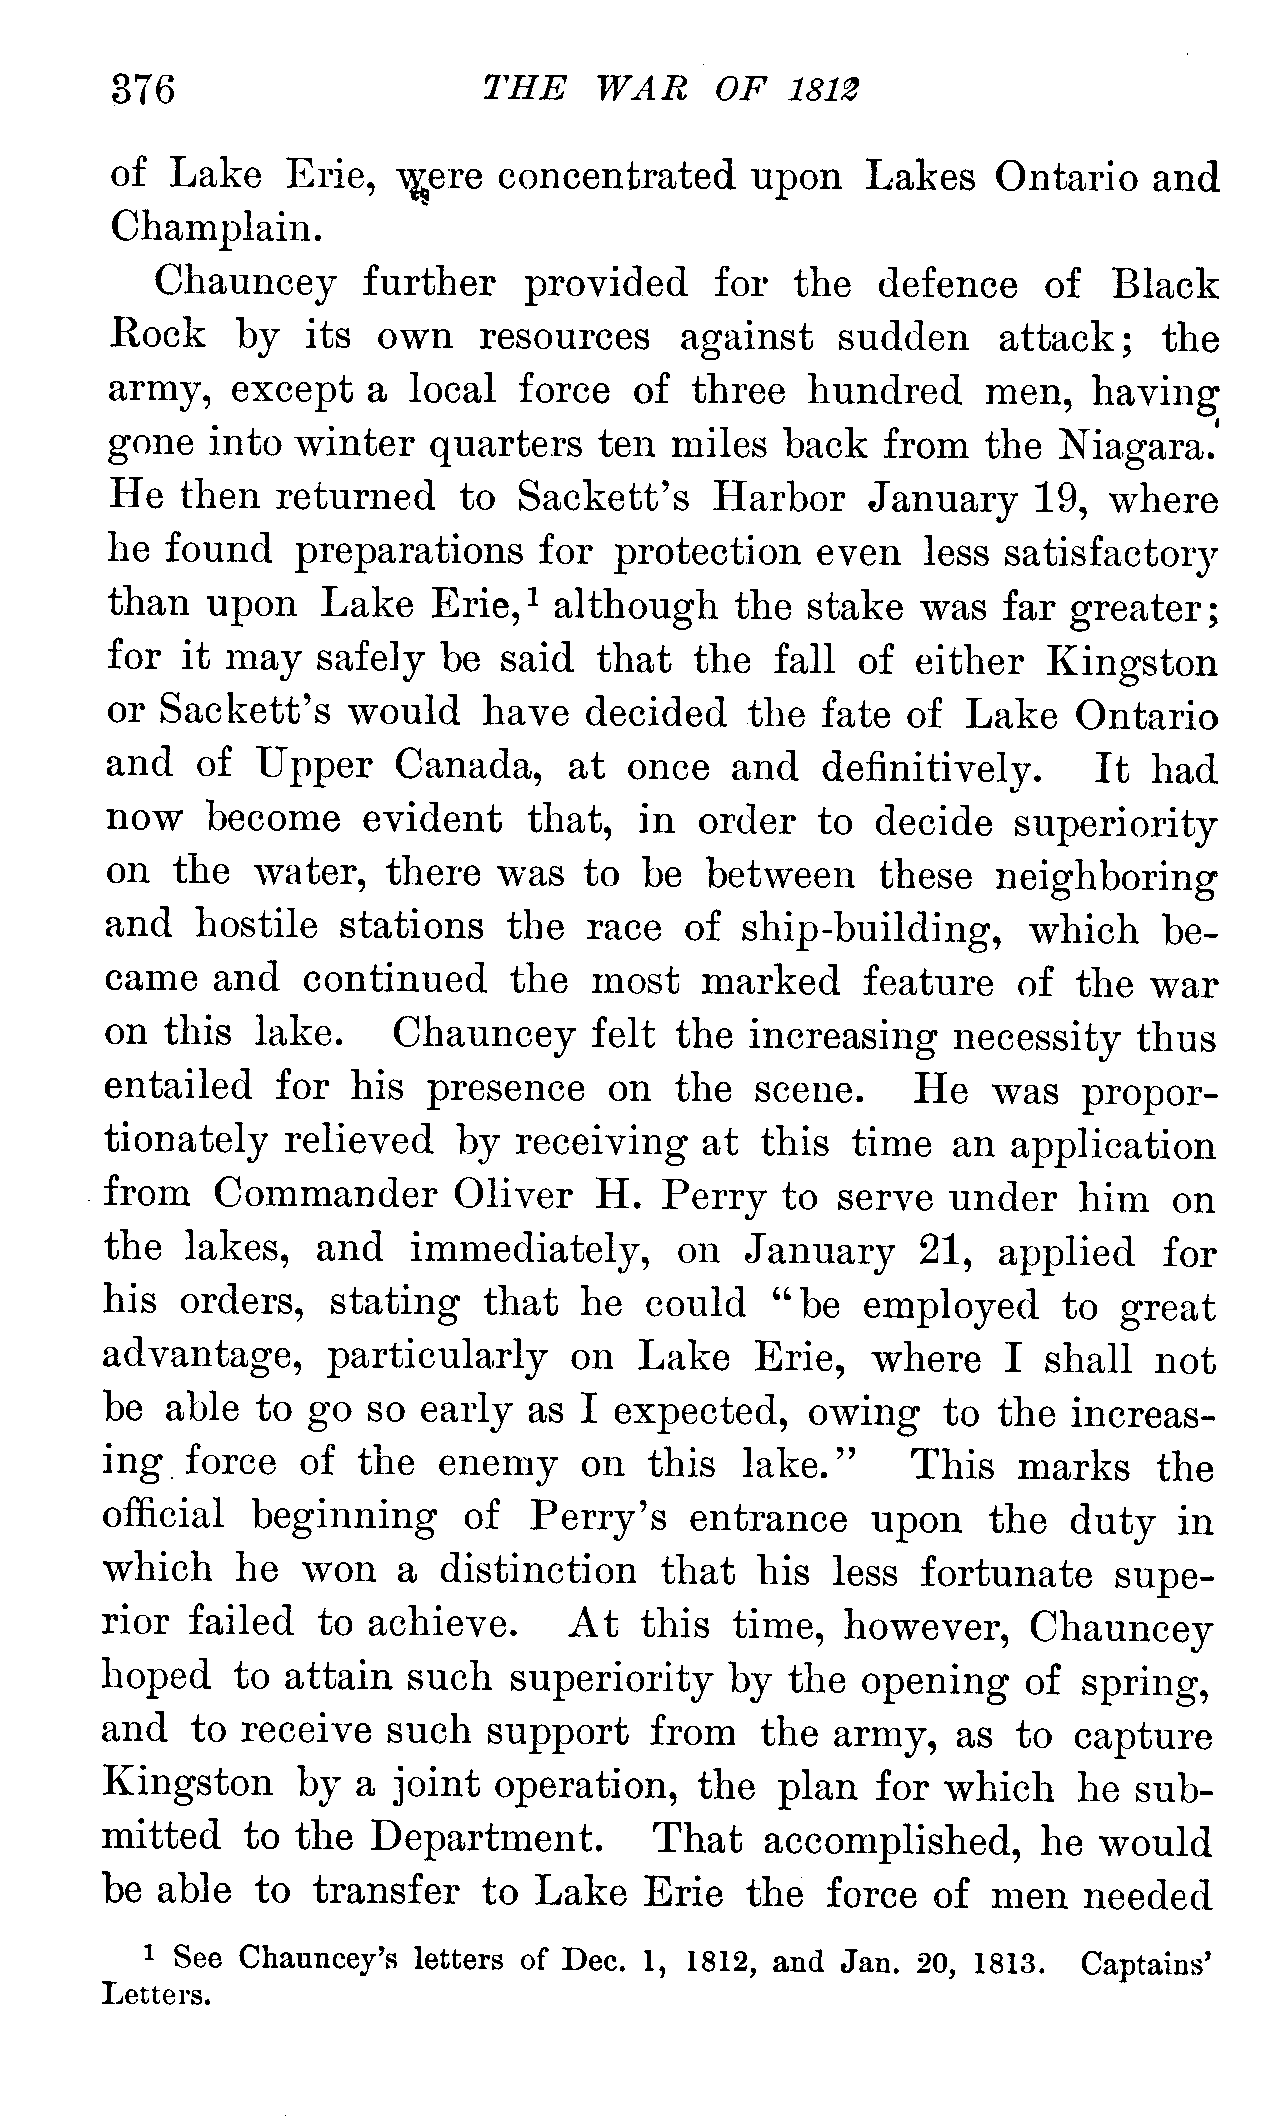 376 THE WAR OF 1812
of Lake Erie, were concentrated upon Lakes Ontario and
Champlain.
Chauncey further provided for the defence of Black
Rock by its own resources against sudden attack; the
army, except a local force of three hundred men, having
gone into winter quarters ten miles back from the Niagara.
He then returned to Sackett's Harbor January 19, where
he found preparations for protection even less satisfactory
than upon Lake Erie,¹ although the stake was far greater;
for it may safely be said that the fall of either Kingston
or Sackett's would have decided the fate of Lake Ontario
and of Upper Canada, at once and definitively. It had
now become evident that, in order to decide superiority
on the water, there was to be between these neighboring
and hostile stations the race of ship-building, which be-
came and continued the most marked feature of the war
on this lake. Chauncey felt the increasing necessity thus
entailed for his presence on the scene. He was propor-
tionately relieved by receiving at this time an application
from Commander Oliver H. Perry to serve under him on
the lakes, and immediately, on January 21, applied for
his orders, stating that he could "be employed to great
advantage, particularly on Lake Erie, where I shall not
be able to go so early as I expected, owing to the increas-
ing force of the enemy on this lake." This marks the
official beginning of Perry's entrance upon the duty in
which he won a distinction that his less fortunate supe-
rior failed to achieve. At this time, however, Chauncey
hoped to attain such superiority by the opening of spring,
and to receive such support from the army, as to capture
Kingston by a joint operation, the plan for which he sub-
mitted to the Department. That accomplished, he would
be able to transfer to Lake Erie the force of men needed
¹ See Chauncey's letters of Dec. 1, 1812, and Jan. 20, 1813. Captains'
Letters.